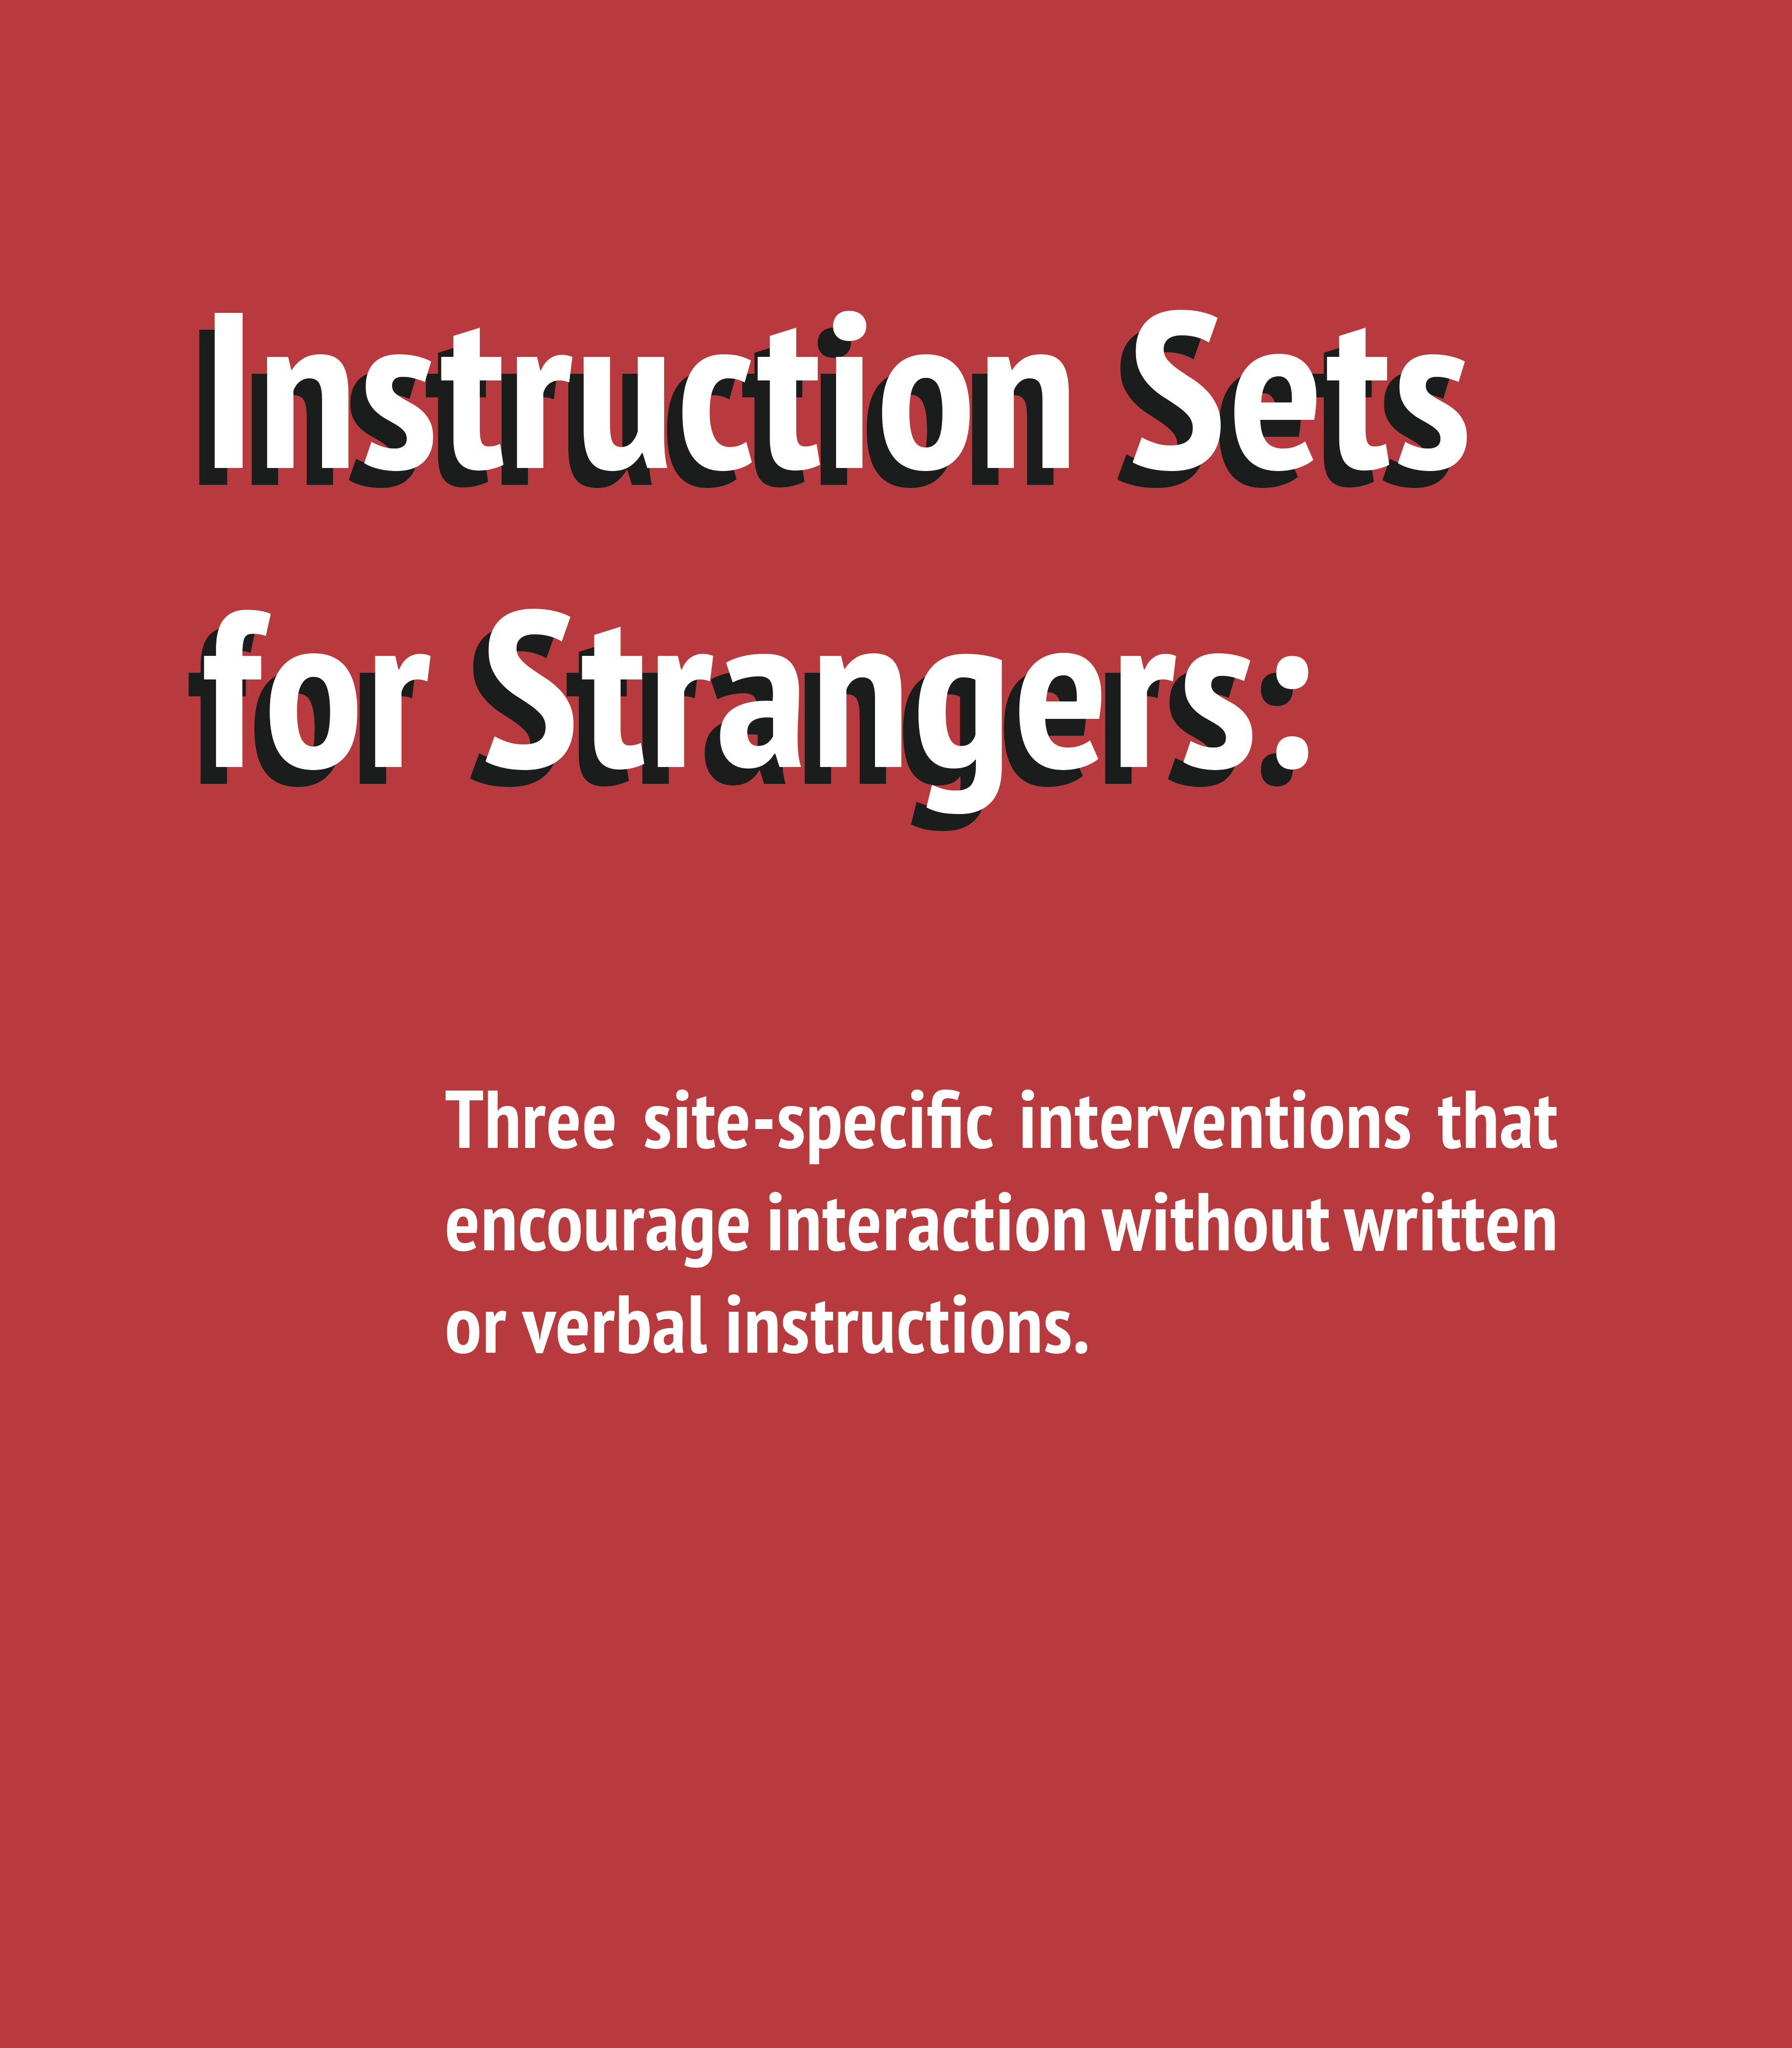 Instruction Sets
for Strangers:
Three site-specific interventions that
encourage interaction without written
or verbal instructions.